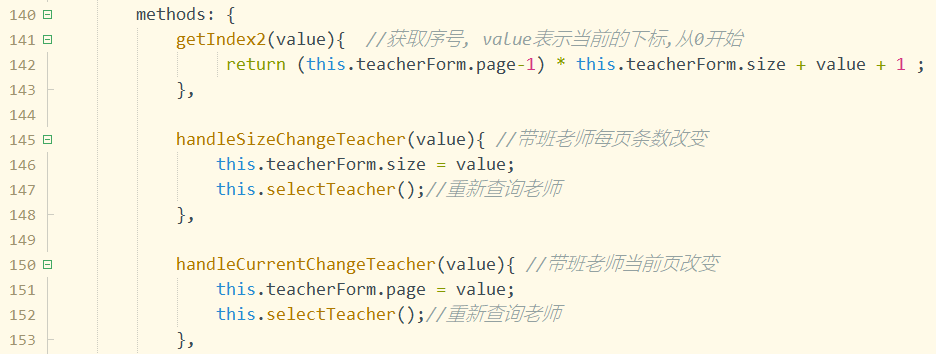 140 methods: {
141 getIndex2(value){ //获取序号, value表示当前的下标,从0开始
142 return (this.teacherForm.page-1) * this.teacherForm.size + value + 1 ;
143 },
144
145 handleSizeChangeTeacher(value){ //带班老师每页条数改变
146 this.teacherForm.size = value;
147 this.selectTeacher();//重新查询老师
148 },
149
150 handleCurrentChangeTeacher(value){ //带班老师当前页改变
151 this.teacherForm.page = value;
152 this.selectTeacher();//重新查询老师
153 },